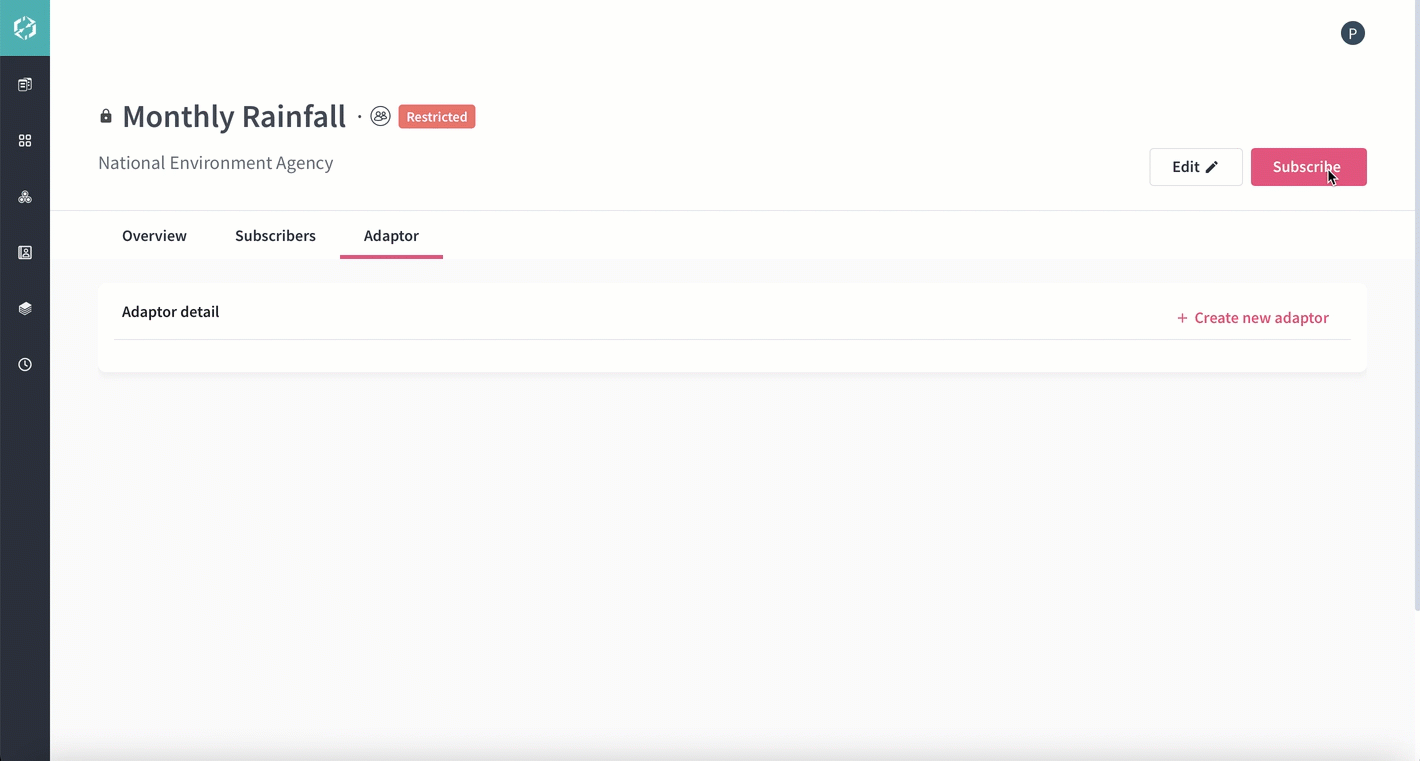 P
Monthly Rainfall · Restricted
National Environment Agency
Edit
Subscribe
Overview Subscribers Adaptor
Adaptor detail
+ Create new adaptor